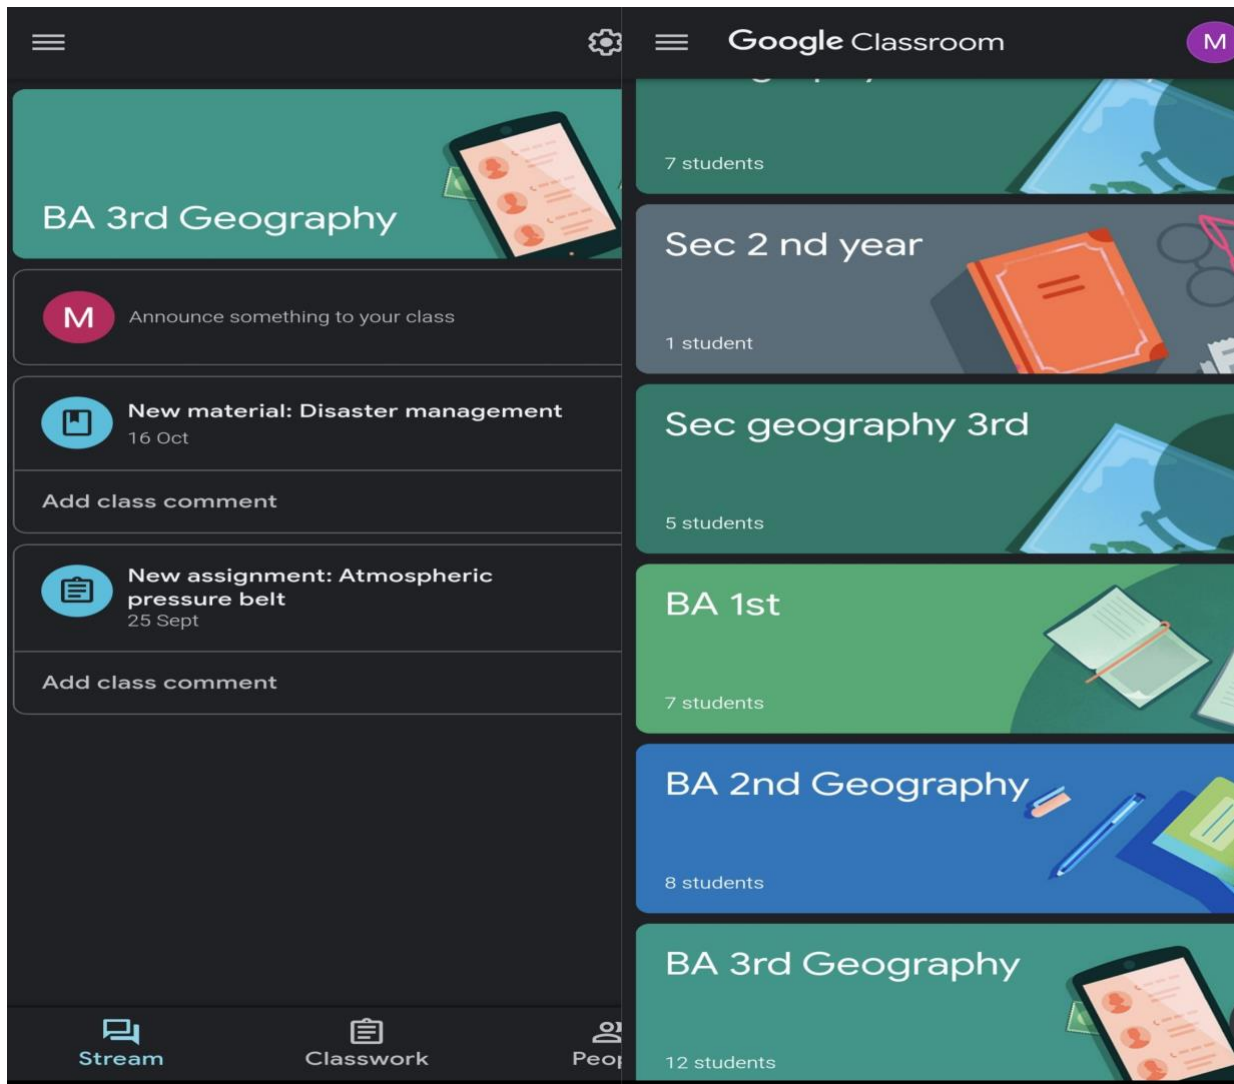 BA 3rd Geography
M
Announce something to your class
New material: Disaster management
16 Oct
Add class comment
New assignment: Atmospheric
pressure belt
25 Sept
Add class comment
Stream
Classwork
Google Classroom
M
7 students
Sec 2 nd year
1 student
Sec geography 3rd
5 students
BA 1st
7 students
BA 2nd Geography
8 students
BA 3rd Geography
12 students